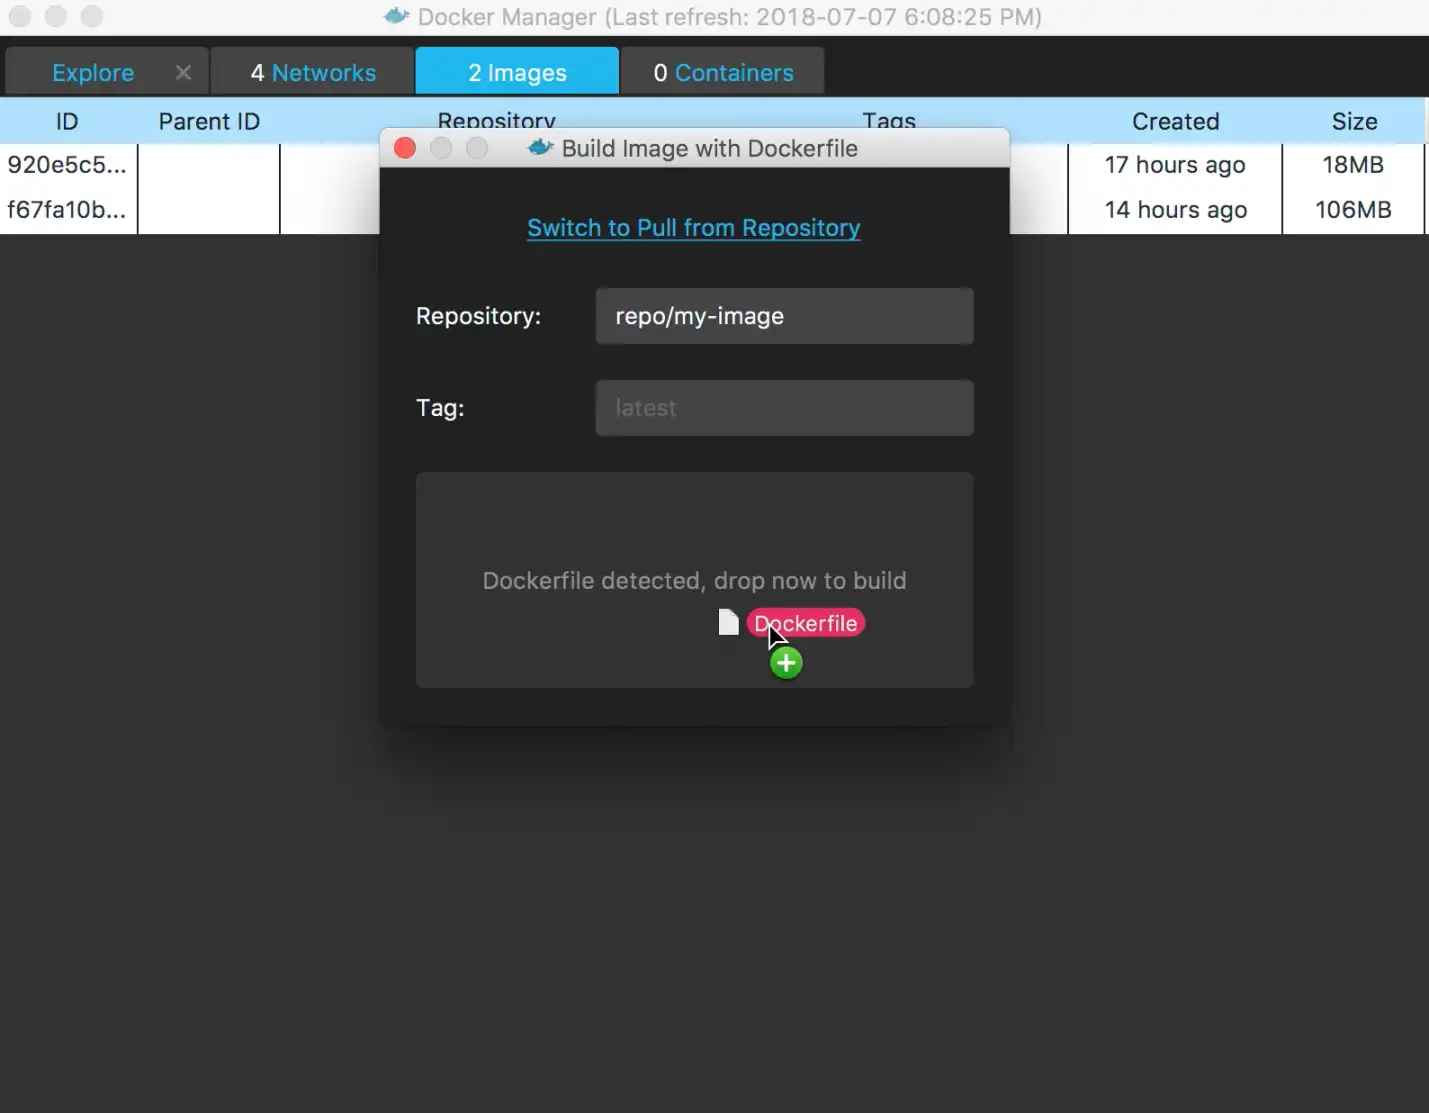 Docker Manager (Last refresh: 2018-07-07 6:08:25 PM)
Explore 4 Networks 2 Images 0 Containers
ID Parent ID Repository Tags Created Size
920e5c5... 17 hours ago 18MB
f67fa10b... 14 hours ago 106MB
Build Image with Dockerfile
Switch to Pull from Repository
Repository: repo/my-image
Tag: latest
Dockerfile detected, drop now to build
Dockerfile